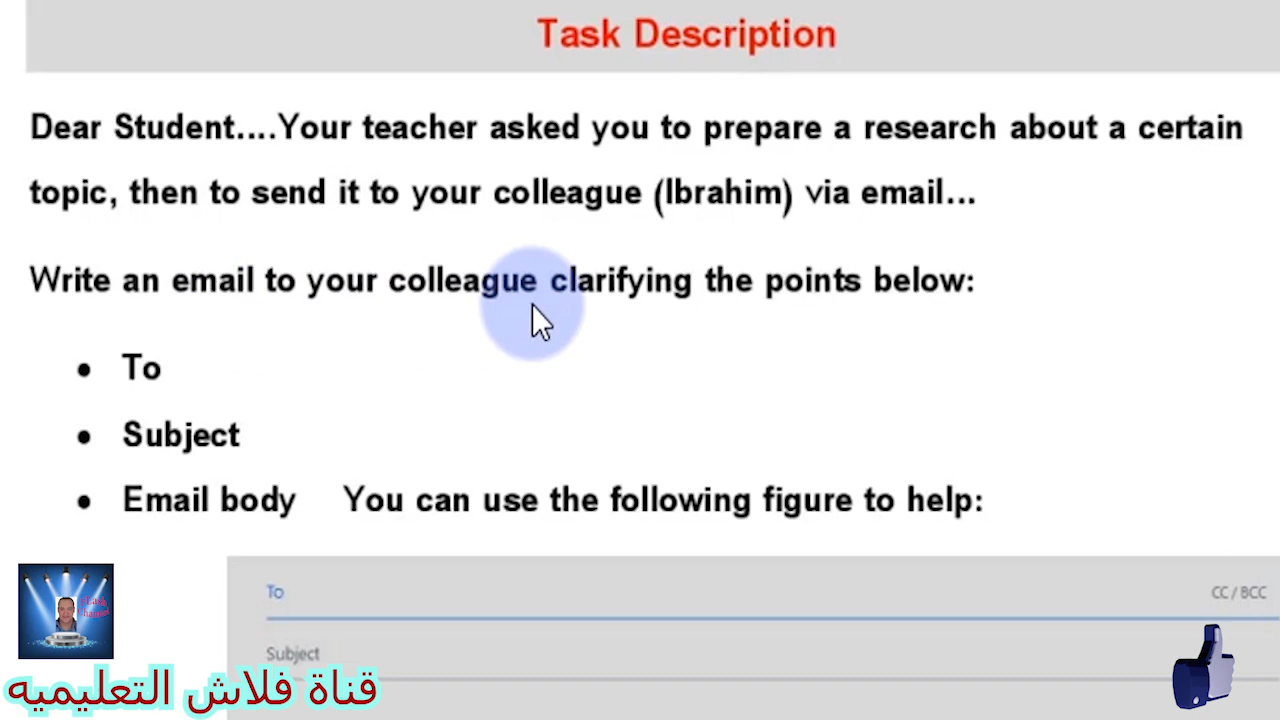 Task Description
Dear Student....Your teacher asked you to prepare a research about a certain
topic, then to send it to your colleague (Ibrahim) via email...
Write an email to your colleague clarifying the points below:
• To
• Subject
• Email body You can use the following figure to help:
To
CC / BCC
Subject
قناة فلاش التعليميه